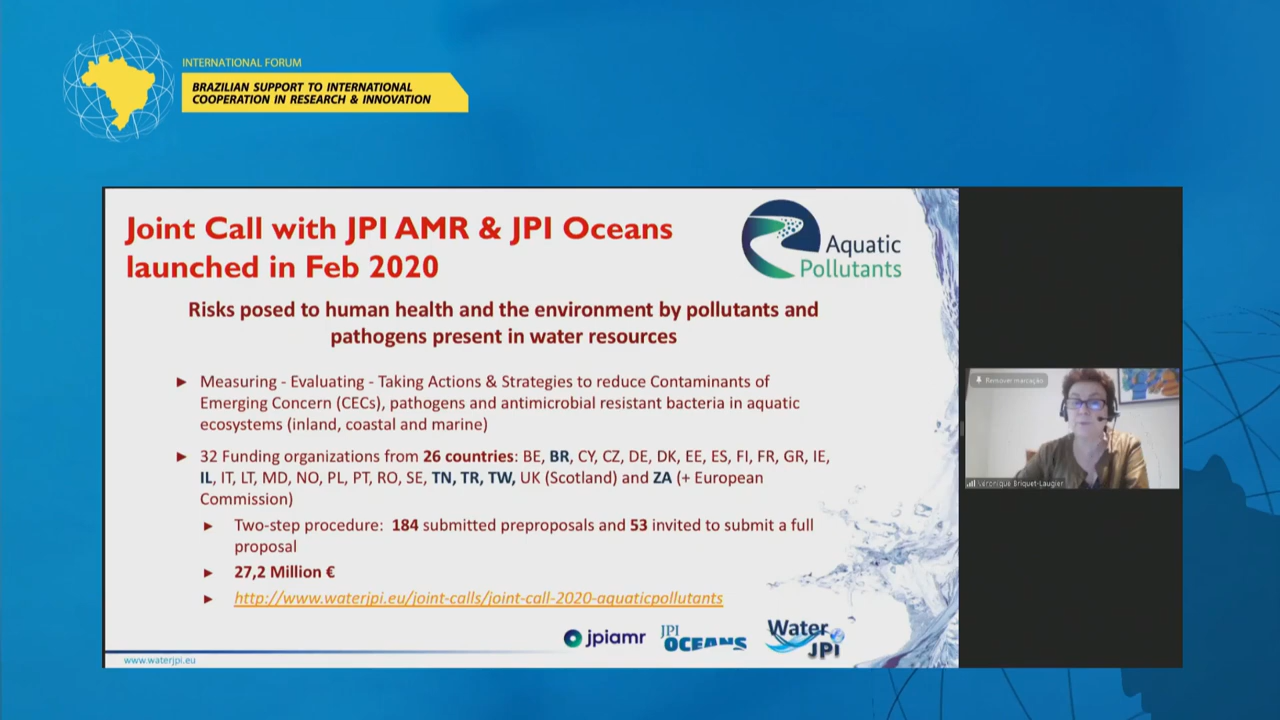 INTERNATIONAL FORUM
BRAZILIAN SUPPORT TO INTERNATIONAL
COOPERATION IN RESEARCH & INNOVATION
Joint Call with JPI AMR & JPI Oceans
launched in Feb 2020
Aquatic
Pollutants
Risks posed to human health and the environment by pollutants and
pathogens present in water resources
► Measuring - Evaluating - Taking Actions & Strategies to reduce Contaminants of
Emerging Concern (CECs), pathogens and antimicrobial resistant bacteria in aquatic
ecosystems (inland, coastal and marine)
► 32 Funding organizations from 26 countries: BE, BR, CY, CZ, DE, DK, EE, ES, FI, FR, GR, IE,
IL, IT, LT, MD, NO, PL, PT, RO, SE, TN, TR, TW, UK (Scotland) and ZA (+ European
Commission)
► Two-step procedure: 184 submitted preproposals and 53 invited to submit a full
proposal
► 27,2 Million €
► http://www.waterjpi.eu/joint-calls/joint-call-2020-aquaticpollutants
jpiamr
JPI
OCEANS
Water
JPI
www.waterjpi.eu
Remover marcação
Véronique Briquet-Laugier